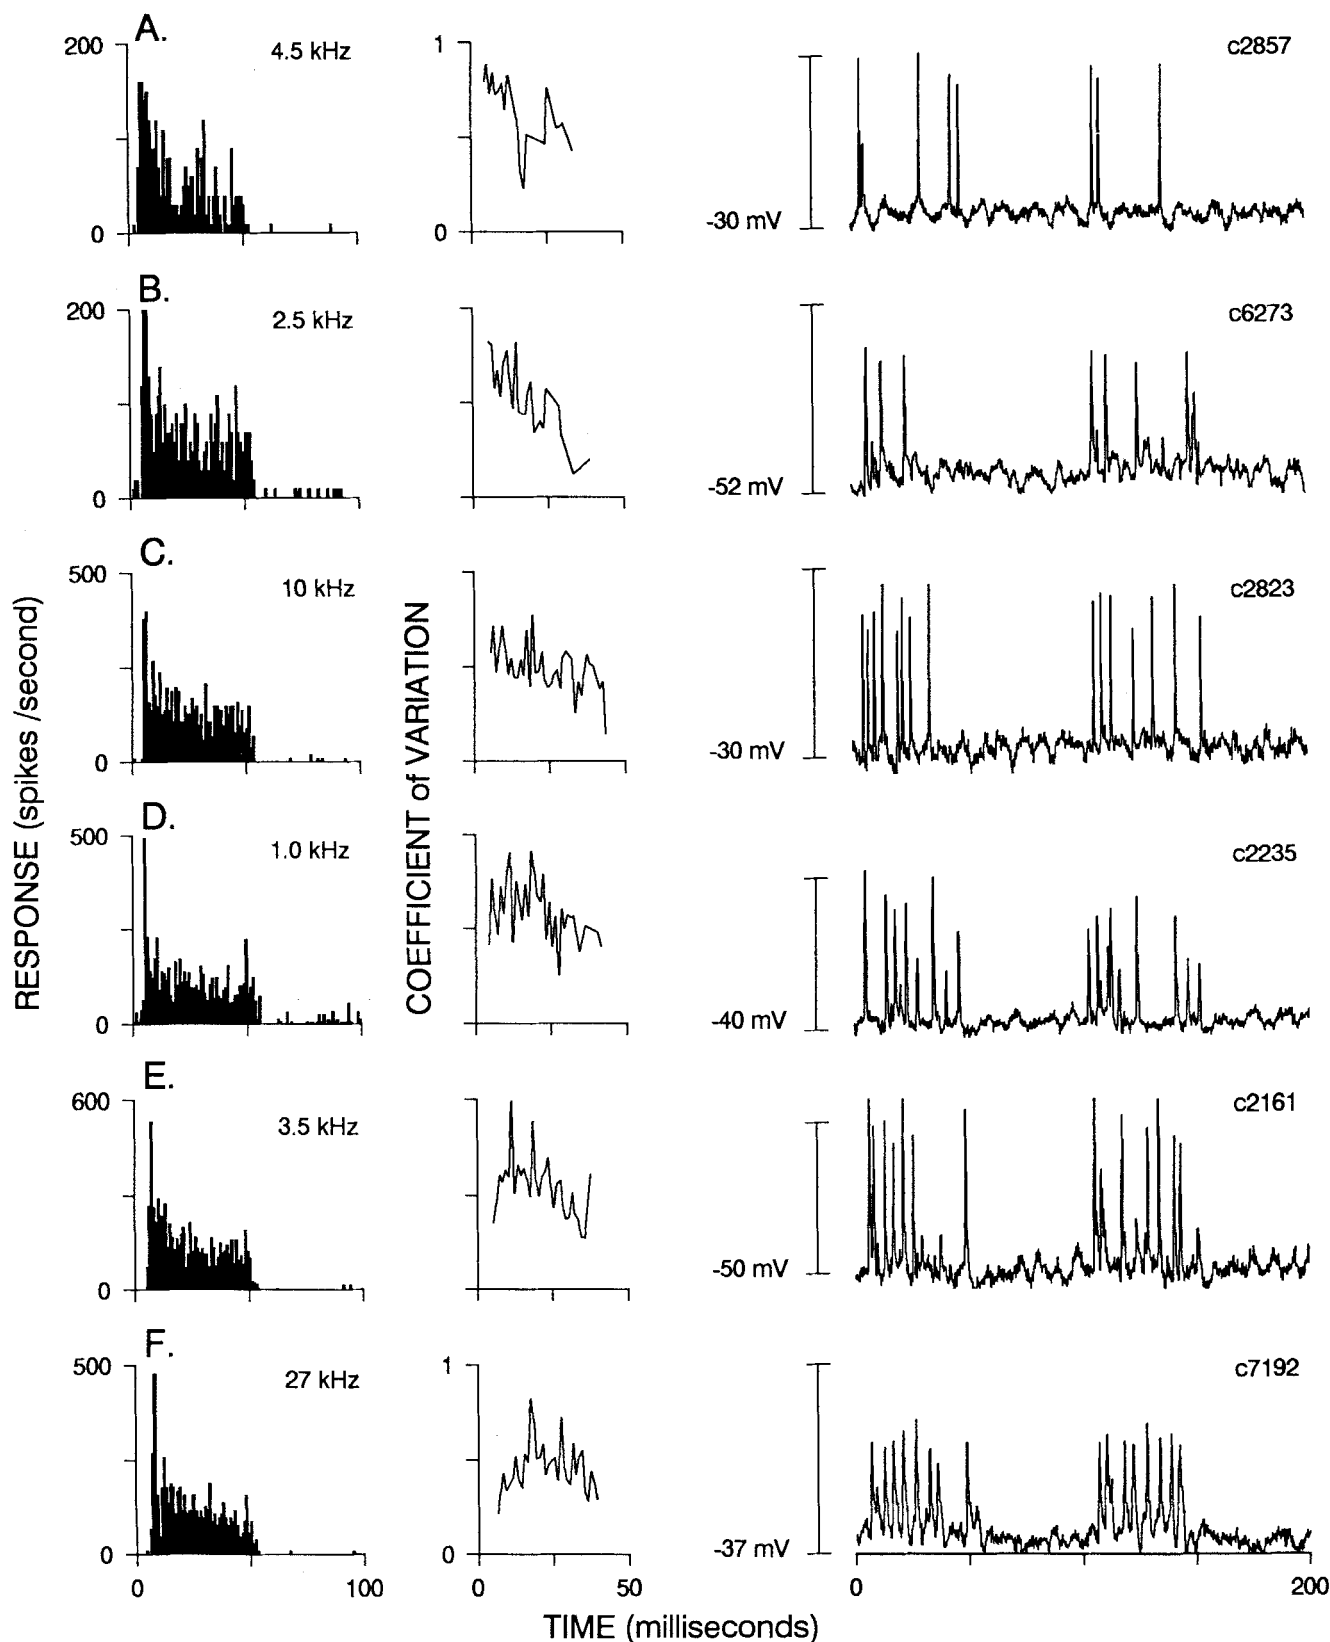 A.
200
4.5 kHz
0
1
0
c2857
-30 mV
B.
200
2.5 kHz
0
c6273
-52 mV
C.
500
10 kHz
0
c2823
-30 mV
D.
500
1.0 kHz
0
c2235
-40 mV
E.
600
3.5 kHz
0
c2161
-50 mV
F.
500
27 kHz
0
1
0
c7192
-37 mV
0
100
0
50
0
200
RESPONSE (spikes /second)
COEFFICIENT of VARIATION
TIME (milliseconds)